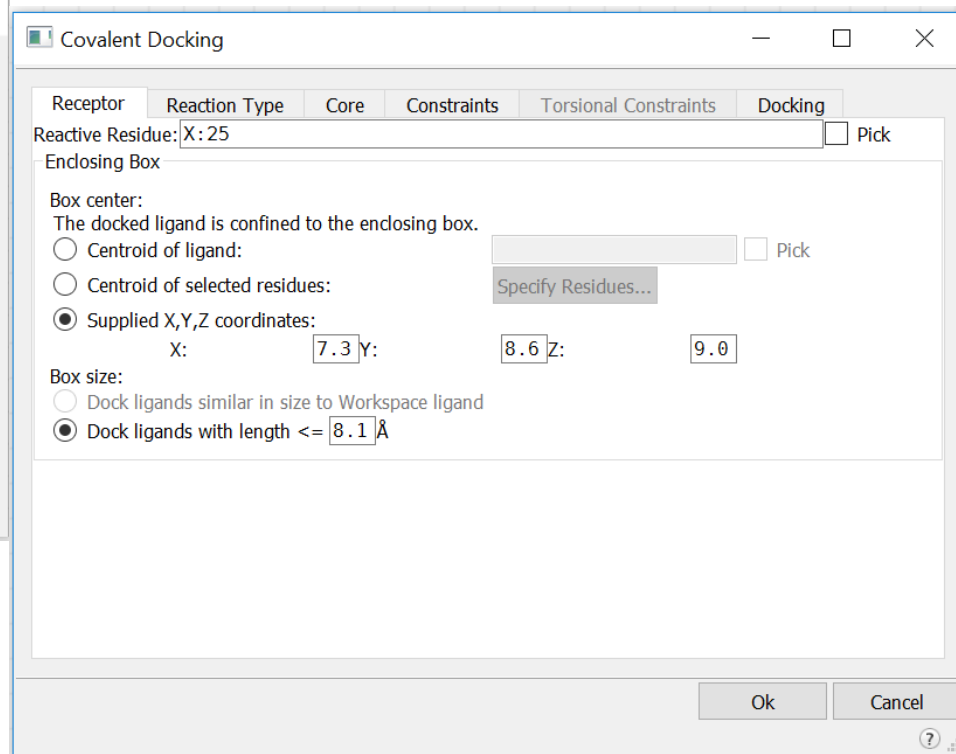 Covalent Docking
Receptor Reaction Type Core Constraints Torsional Constraints Docking
Reactive Residue: X:25 Pick
Enclosing Box
Box center:
The docked ligand is confined to the enclosing box.
Centroid of ligand: Pick
Centroid of selected residues: Specify Residues...
Supplied X,Y,Z coordinates:
X: 7.3 Y: 8.6 Z: 9.0
Box size:
Dock ligands similar in size to Workspace ligand
Dock ligands with length <= 8.1 Å
Ok Cancel
?